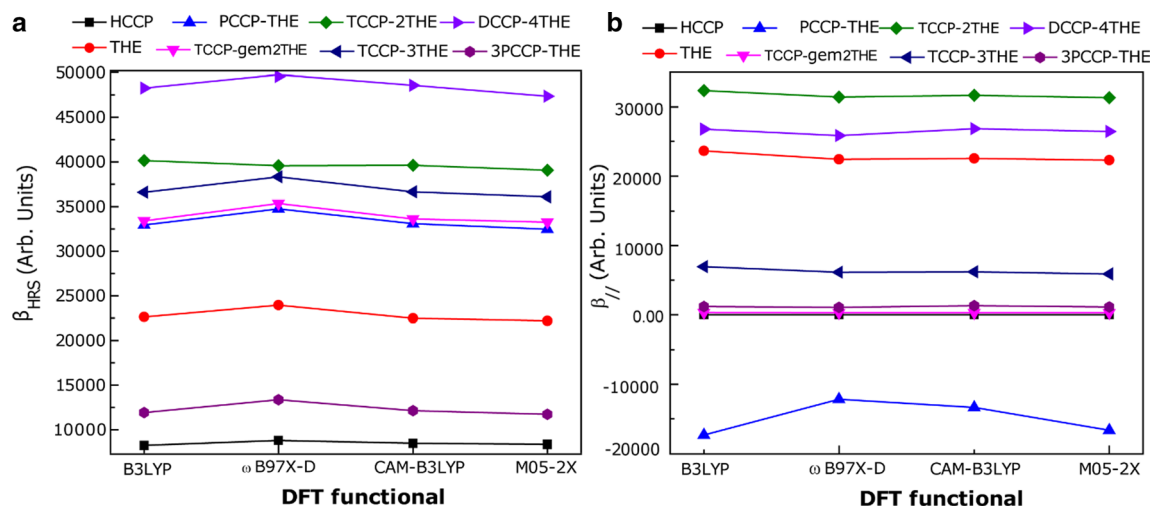 a
HCCP PCCP-THE TCCP-2THE DCCP-4THE
THE TCCP-gem2THE TCCP-3THE 3PCCP-THE
50000
45000
40000
35000
30000
25000
20000
15000
10000
βHRS (Arb. Units)
B3LYP ωB97X-D CAM-B3LYP M05-2X
DFT functional
b
HCCP PCCP-THE TCCP-2THE DCCP-4THE
THE TCCP-gem2THE TCCP-3THE 3PCCP-THE
30000
20000
10000
0.00
-10000
-20000
β// (Arb. Units)
B3LYP ωB97X-D CAM-B3LYP M05-2X
DFT functional